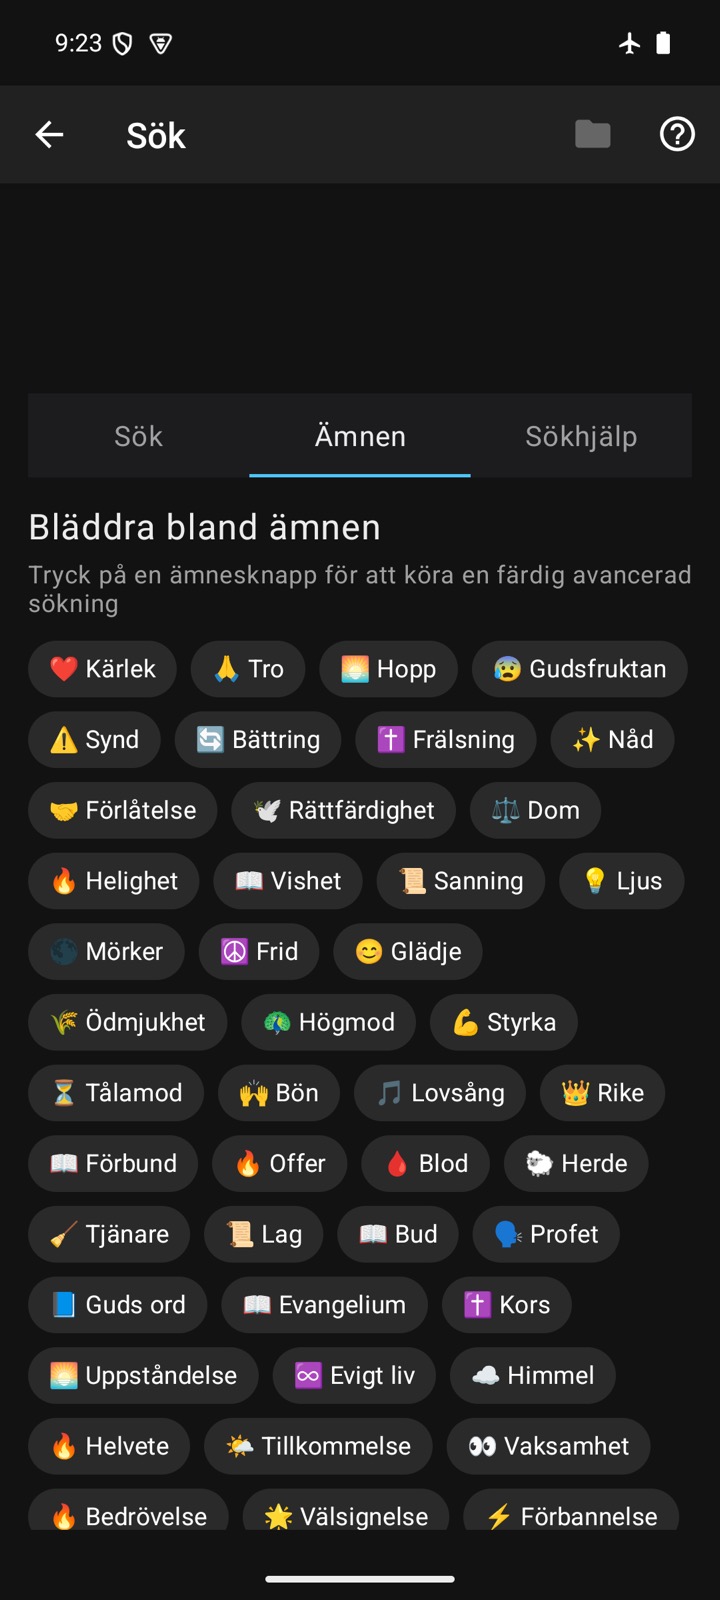 9:23
Sök
Sök Ämnen Sökhjälp
Bläddra bland ämnen
Tryck på en ämnesknapp för att köra en färdig avancerad
sökning
❤️ Kärlek 🙏 Tro 🌅 Hopp 😰 Gudsfruktan
⚠️ Synd 🔄 Bättring ✝️ Frälsning ✨ Nåd
🤝 Förlåtelse 🕊️ Rättfärdighet ⚖️ Dom
🔥 Helighet 📖 Vishet 📜 Sanning 💡 Ljus
🌑 Mörker ☮️ Frid 😊 Glädje
🌾 Ödmjukhet 🦚 Högmod 💪 Styrka
⏳ Tålamod 🙌 Bön 🎵 Lovsång 👑 Rike
📖 Förbund 🔥 Offer 🩸 Blod 🐑 Herde
🧹 Tjänare 📜 Lag 📖 Bud 🗣️ Profet
📘 Guds ord 📖 Evangelium ✝️ Kors
🌅 Uppståndelse ♾️ Evigt liv ☁️ Himmel
🔥 Helvete 🌤️ Tillkommelse 👀 Vaksamhet
🔥 Bedrövelse 🌟 Välsignelse ⚡ Förbannelse